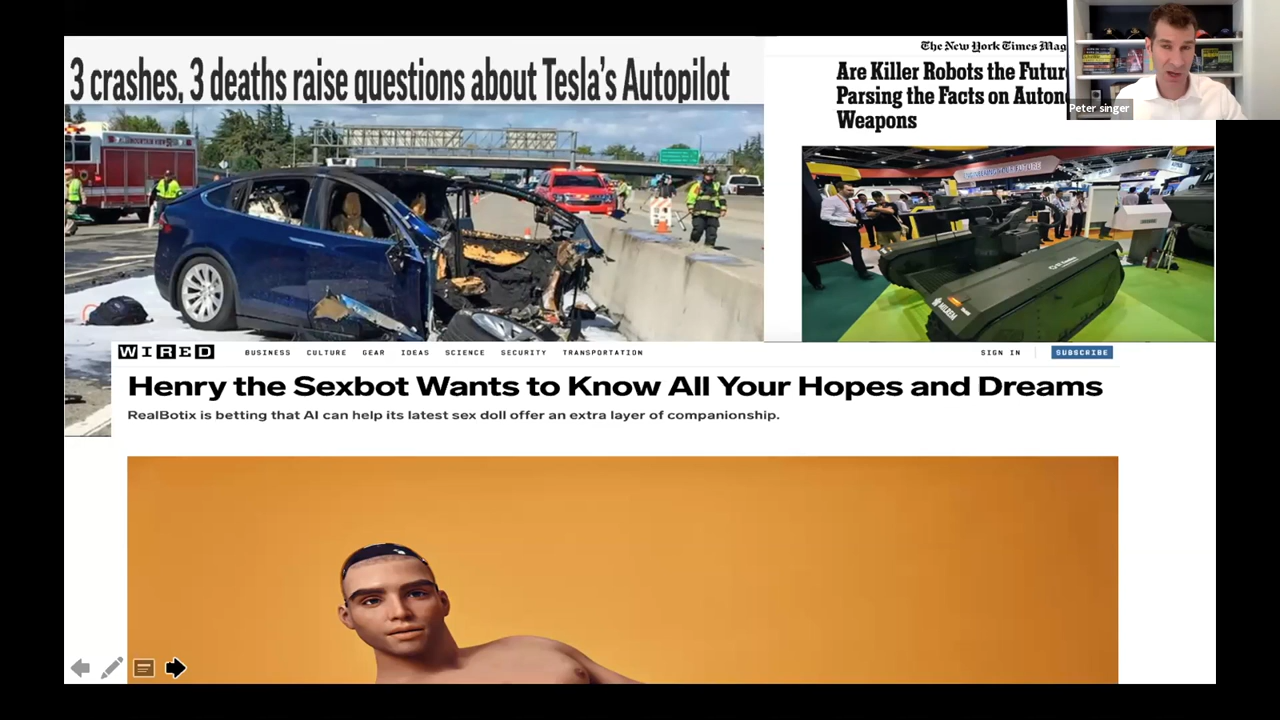 3 crashes, 3 deaths raise questions about Tesla's Autopilot
The New York Times Mag
Are Killer Robots the Futur
Parsing the Facts on Auton
Weapons
Peter singer
MILREM
WIRED
BUSINESS CULTURE GEAR IDEAS SCIENCE SECURITY TRANSPORTATION
SIGN IN
SUBSCRIBE
Henry the Sexbot Wants to Know All Your Hopes and Dreams
RealBotix is betting that AI can help its latest sex doll offer an extra layer of companionship.